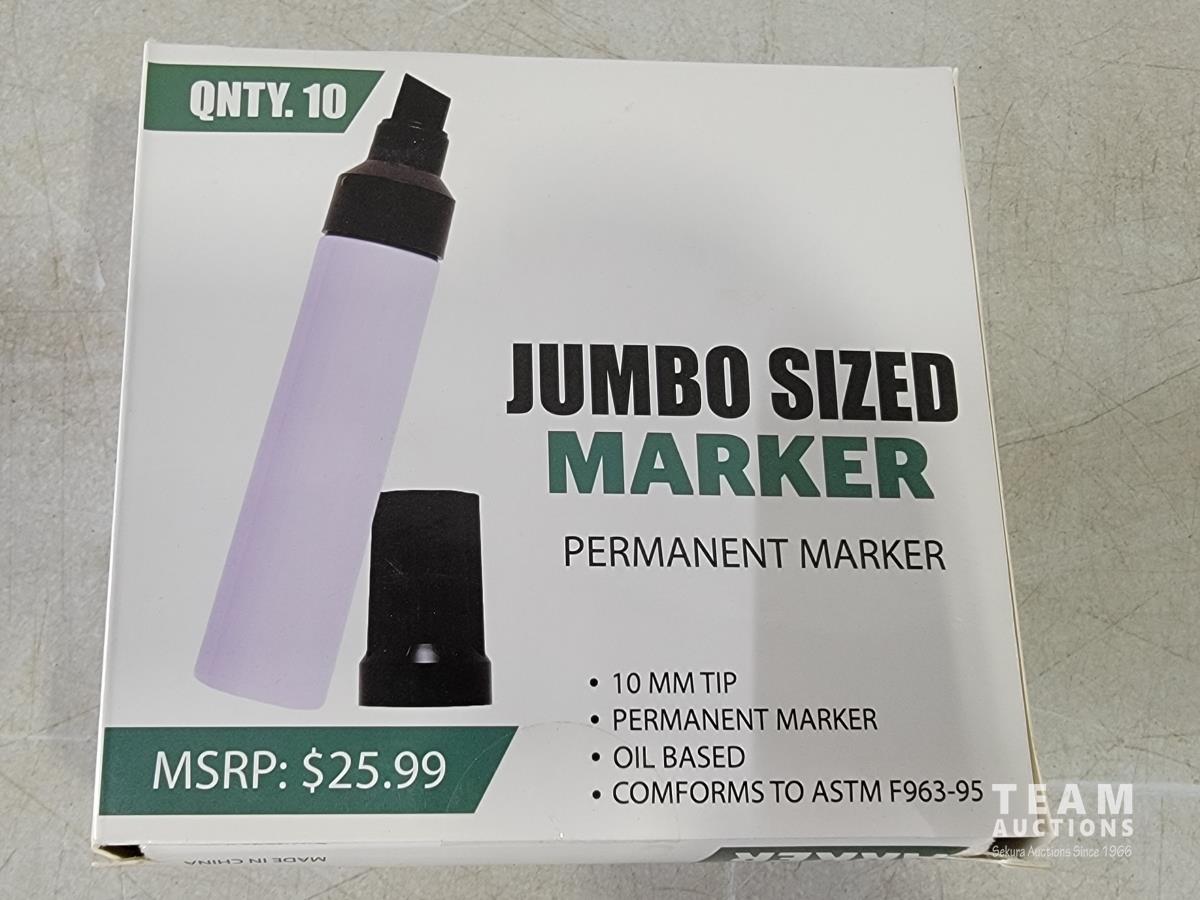 QNTY. 10
JUMBO SIZED
MARKER
PERMANENT MARKER
• 10 MM TIP
• PERMANENT MARKER
• OIL BASED
• COMFORMS TO ASTM F963-95
MSRP: $25.99
MADE IN CHINA
MARKER
TEAM
AUCTIONS
Sekura Auctions Since 1966